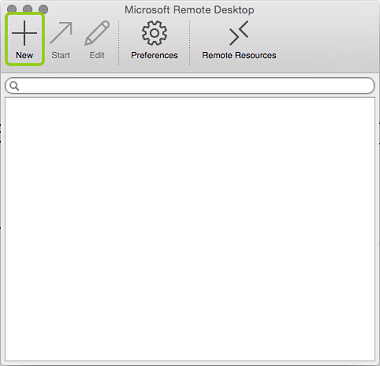 Microsoft Remote Desktop
New Start Edit Preferences Remote Resources